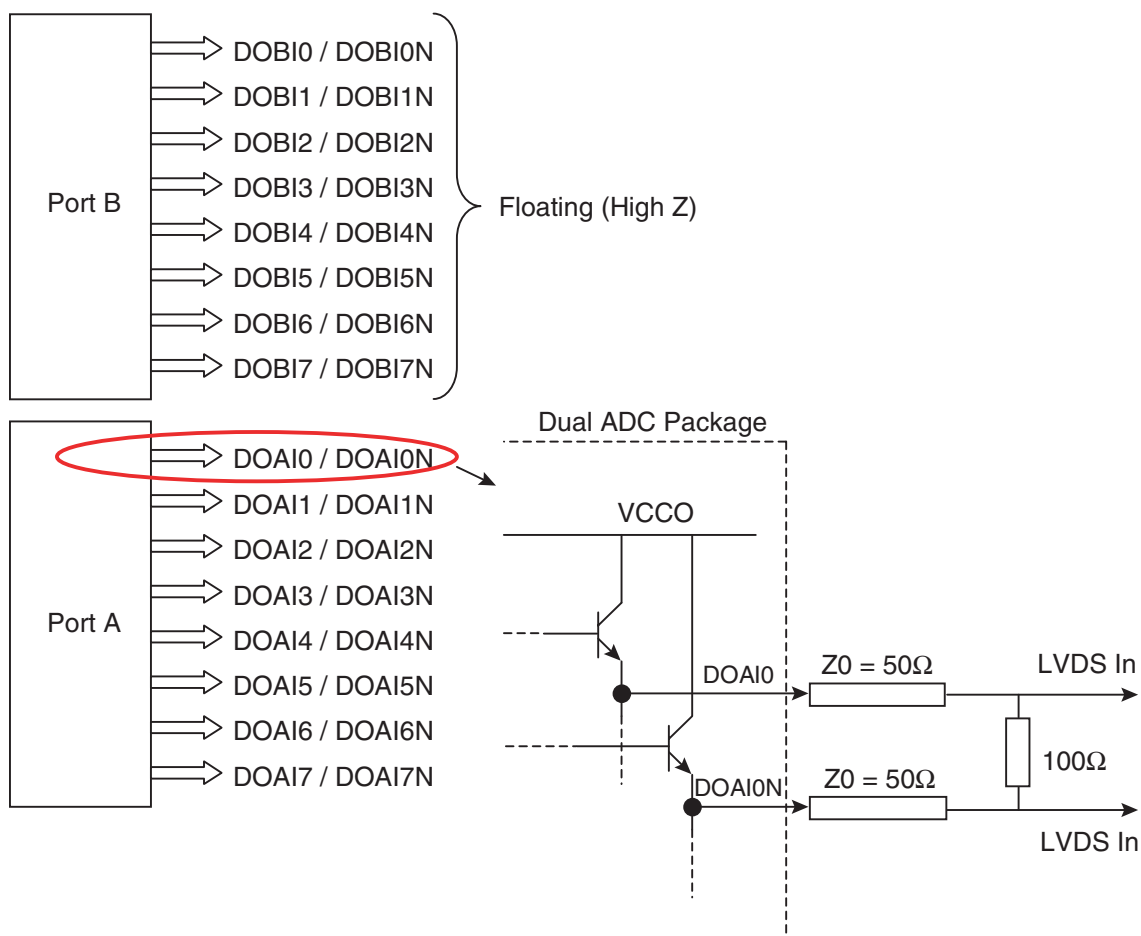 DOBI0 / DOBI0N
DOBI1 / DOBI1N
DOBI2 / DOBI2N
DOBI3 / DOBI3N
DOBI4 / DOBI4N
DOBI5 / DOBI5N
DOBI6 / DOBI6N
DOBI7 / DOBI7N
Port B
Floating (High Z)
Port A
DOAI0 / DOAI0N
DOAI1 / DOAI1N
DOAI2 / DOAI2N
DOAI3 / DOAI3N
DOAI4 / DOAI4N
DOAI5 / DOAI5N
DOAI6 / DOAI6N
DOAI7 / DOAI7N
Dual ADC Package
VCCO
DOAI0
Z0 = 50Ω
LVDS In
100Ω
DOAI0N
Z0 = 50Ω
LVDS In